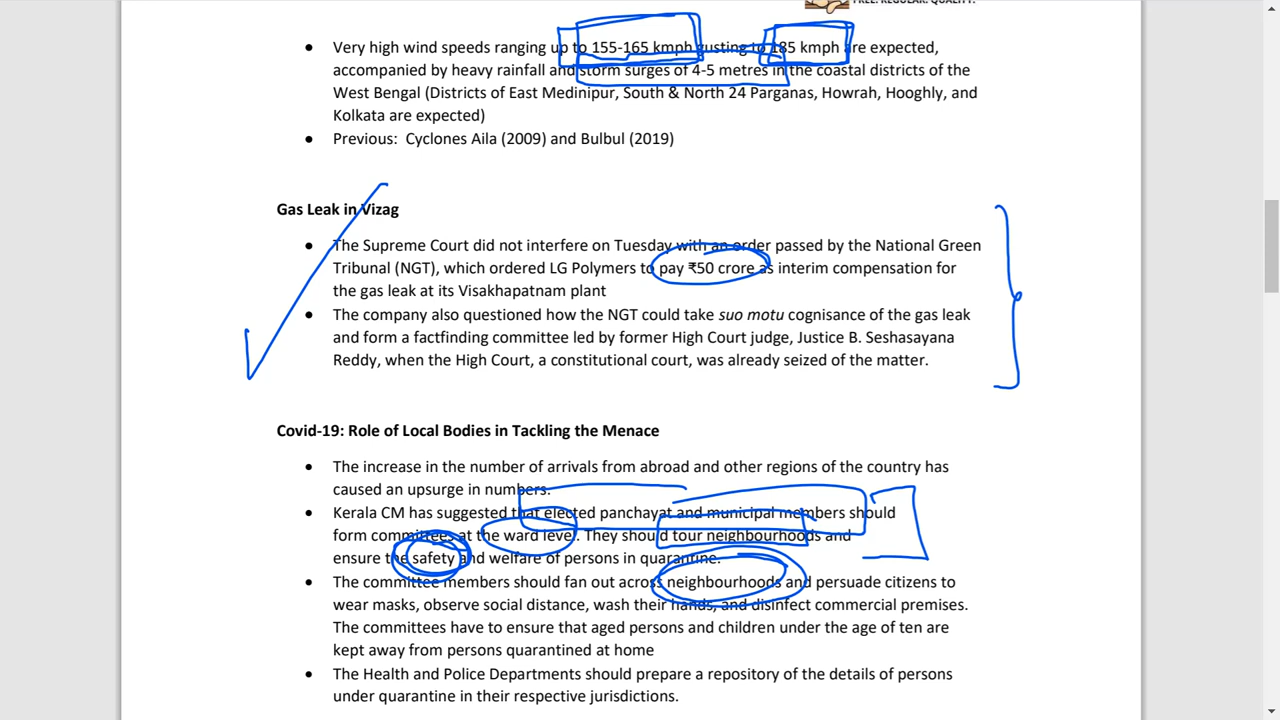 FREE. REGULAR. QUALITY.
• Very high wind speeds ranging up to 155-165 kmph gusting to 185 kmph are expected,
accompanied by heavy rainfall and storm surges of 4-5 metres in the coastal districts of the
West Bengal (Districts of East Medinipur, South & North 24 Parganas, Howrah, Hooghly, and
Kolkata are expected)
• Previous: Cyclones Aila (2009) and Bulbul (2019)
Gas Leak in Vizag
• The Supreme Court did not interfere on Tuesday with an order passed by the National Green
Tribunal (NGT), which ordered LG Polymers to pay ₹50 crore as interim compensation for
the gas leak at its Visakhapatnam plant
• The company also questioned how the NGT could take suo motu cognisance of the gas leak
and form a factfinding committee led by former High Court judge, Justice B. Seshasayana
Reddy, when the High Court, a constitutional court, was already seized of the matter.
Covid-19: Role of Local Bodies in Tackling the Menace
• The increase in the number of arrivals from abroad and other regions of the country has
caused an upsurge in numbers.
• Kerala CM has suggested that elected panchayat and municipal members should
form committees at the ward level. They should tour neighbourhoods and
ensure the safety and welfare of persons in quarantine.
• The committee members should fan out across neighbourhoods and persuade citizens to
wear masks, observe social distance, wash their hands, and disinfect commercial premises.
The committees have to ensure that aged persons and children under the age of ten are
kept away from persons quarantined at home
• The Health and Police Departments should prepare a repository of the details of persons
under quarantine in their respective jurisdictions.